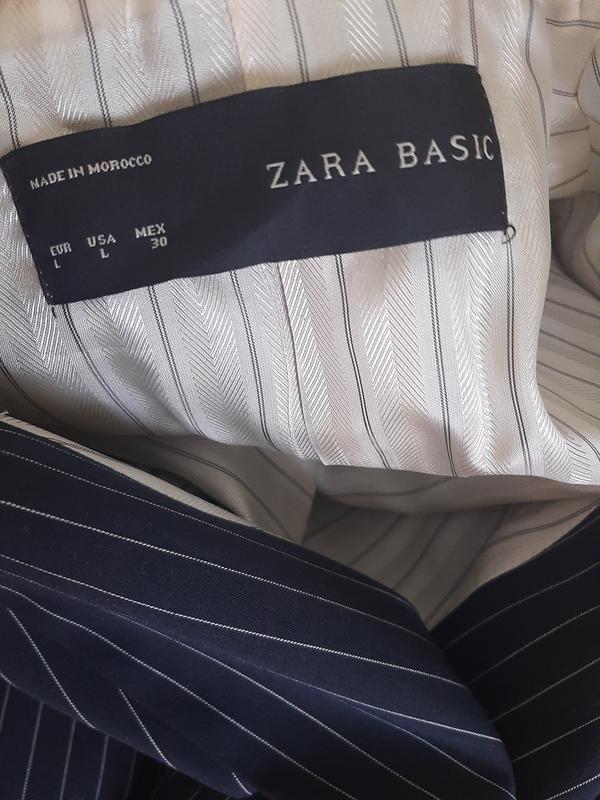 MADE IN MOROCCO
ZARA BASIC
EUR USA MEX
L L 30